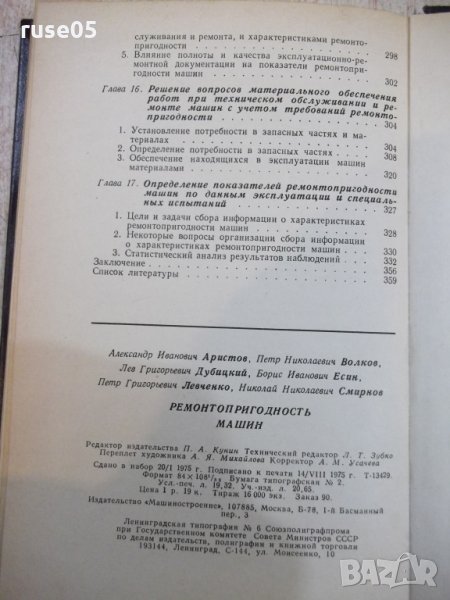 ruse05
служивания и ремонта, и характеристиками ремонто-
пригодности . . . 298
5. Влияние полноты и качества эксплуатационно-ре-
монтной документации на показатели ремонтопри-
годности машин . . . 302
Глава 16. Решение вопросов материального обеспечения
работ при техническом обслуживании и ре-
монте машин с учетом требований ремонто-
пригодности . . . 304
1. Установление потребности в запасных частях и ма-
териалах . . . 304
2. Определение потребности в запасных частях . . . 308
3. Обеспечение находящихся в эксплуатации машин
материалами . . . 320
Глава 17. Определение показателей ремонтопригодности
машин по данным эксплуатации и специаль-
ных испытаний . . . 327
1. Цели и задачи сбора информации о характеристиках
ремонтопригодности машин . . . 328
2. Некоторые вопросы организации сбора информации
о характеристиках ремонтопригодности машин . . . 330
3. Статистический анализ результатов наблюдений . . . 332
Заключение . . . 356
Список литературы . . . 359
Александр Иванович Аристов, Петр Николаевич Волков,
Лев Григорьевич Дубицкий, Борис Иванович Есин,
Петр Григорьевич Левченко, Николай Николаевич Смирнов
РЕМОНТОПРИГОДНОСТЬ
МАШИН
Редактор издательства П. А. Кунин Технический редактор Л. Т. Зубко
Переплет художника А. Я. Михайлова Корректор А. М. Усачева
Сдано в набор 20/I 1975 г. Подписано к печати 14/VIII 1975 г. Т-13479
Формат 84×108¹/₃₂ Бумага типографская № 2.
Усл.-печ. л. 19,32. Уч.-изд. л. 20,65.
Цена 1 р. 19 к. Тираж 16 000 экз. Заказ 90.
Издательство «Машиностроение», 107885, Москва, Б-78, 1-й Басманный
пер., 3
Ленинградская типография № 6 Союзполиграфпрома
при Государственном комитете Совета Министров СССР
по делам издательств, полиграфии и книжной торговли
193144, Ленинград, С-144, ул. Моисеенко, 10
BAZAR
bg